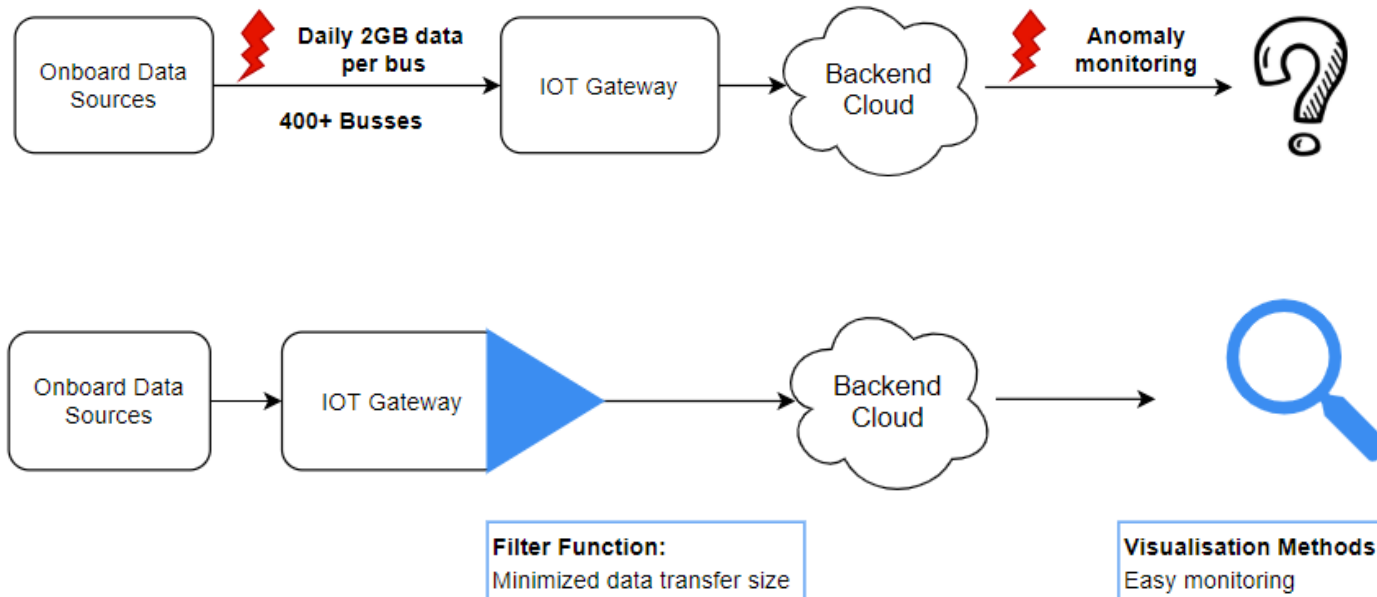 Onboard Data
Sources
Daily 2GB data
per bus
400+ Busses
IOT Gateway
Backend
Cloud
Anomaly
monitoring
Onboard Data
Sources
IOT Gateway
Backend
Cloud
Filter Function:
Minimized data transfer size
Visualisation Methods
Easy monitoring